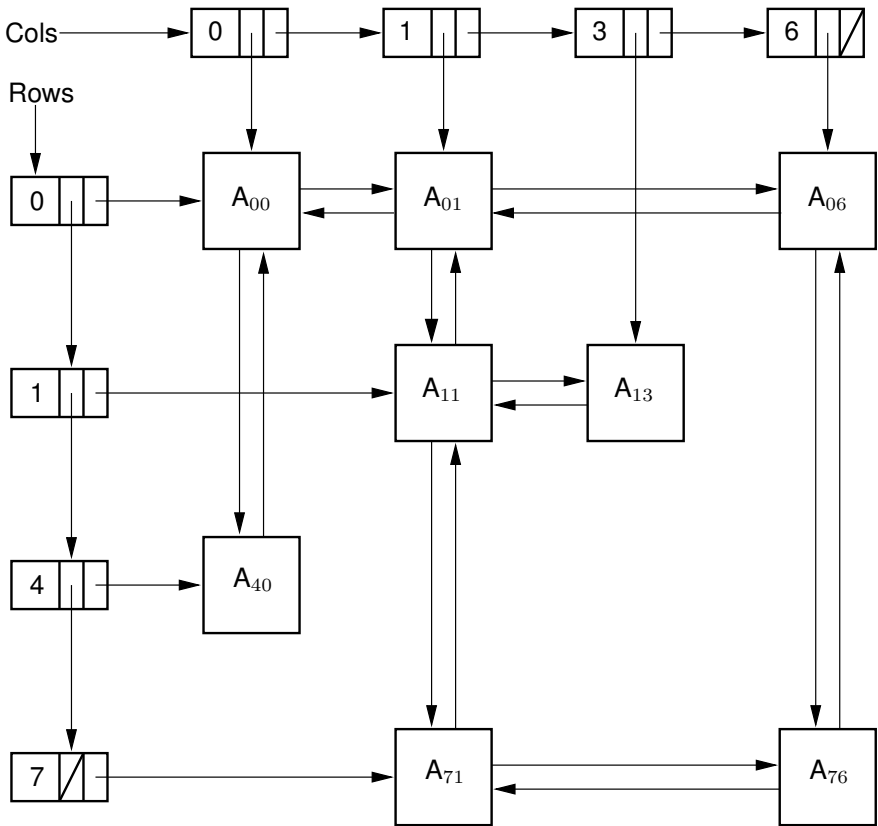 Cols 0 1 3 6
Rows
0 A₀₀ A₀₁ A₀₆
1 A₁₁ A₁₃
4 A₄₀
7 A₇₁ A₇₆